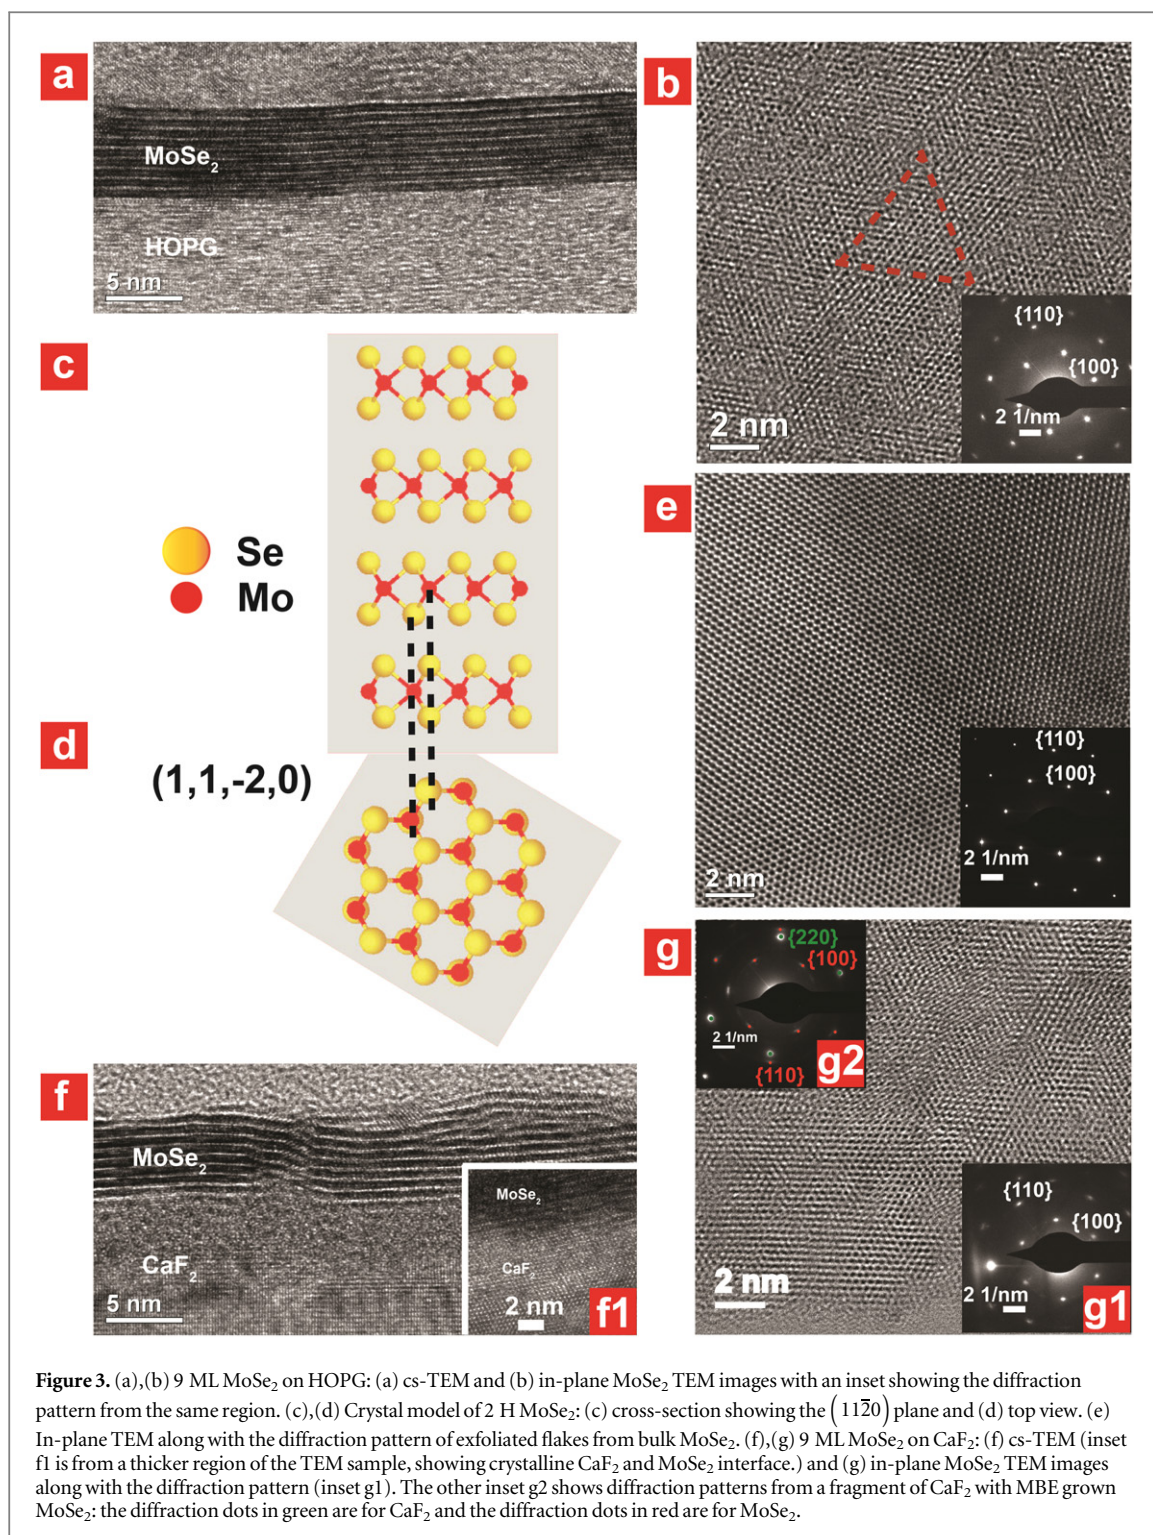 a
MoSe₂
HOPG
5 nm
b
{110}
{100}
2 1/nm
2 nm
c
Se
Mo
d
(1,1,-2,0)
e
{110}
{100}
2 1/nm
2 nm
f
MoSe₂
CaF₂
5 nm
MoSe₂
CaF
2 nm
f1
g
{220}
{100}
2 1/nm
g2
{110}
2 nm
{110}
{100}
2 1/nm
g1
Figure 3. (a),(b) 9 ML MoSe₂ on HOPG: (a) cs-TEM and (b) in-plane MoSe₂ TEM images with an inset showing the diffraction
pattern from the same region. (c),(d) Crystal model of 2 H MoSe₂: (c) cross-section showing the (112̄0) plane and (d) top view. (e)
In-plane TEM along with the diffraction pattern of exfoliated flakes from bulk MoSe₂. (f),(g) 9 ML MoSe₂ on CaF₂: (f) cs-TEM (inset
f1 is from a thicker region of the TEM sample, showing crystalline CaF₂ and MoSe₂ interface.) and (g) in-plane MoSe₂ TEM images
along with the diffraction pattern (inset g1). The other inset g2 shows diffraction patterns from a fragment of CaF₂ with MBE grown
MoSe₂: the diffraction dots in green are for CaF₂ and the diffraction dots in red are for MoSe₂.